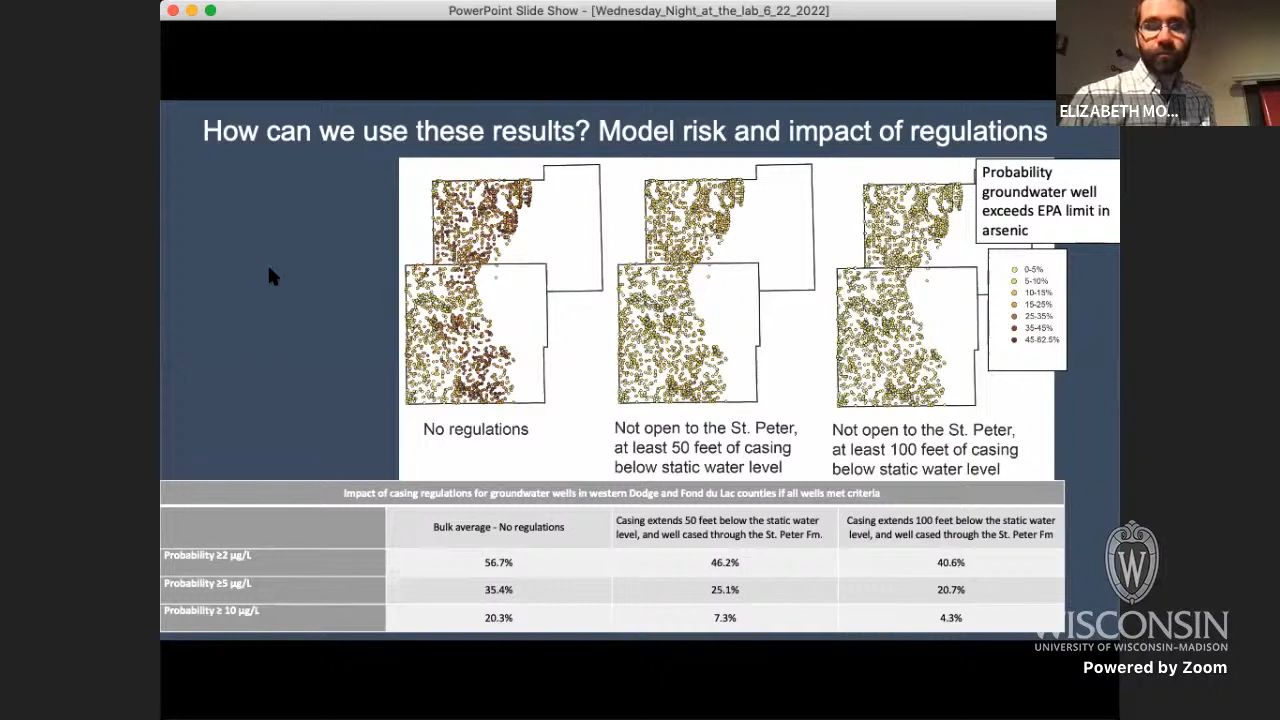 PowerPoint Slide Show - [Wednesday_Night_at_the_lab_6_22_2022]
ELIZABETH MO...
How can we use these results? Model risk and impact of regulations
Probability
groundwater well
exceeds EPA limit in
arsenic
0-5%
5-10%
10-15%
15-25%
25-35%
35-45%
45-62.5%
No regulations
Not open to the St. Peter,
at least 50 feet of casing
below static water level
Not open to the St. Peter,
at least 100 feet of casing
below static water level
Impact of casing regulations for groundwater wells in western Dodge and Fond du Lac counties if all wells met criteria
Bulk average - No regulations
Casing extends 50 feet below the static water
level, and well cased through the St. Peter Fm.
Casing extends 100 feet below the static water
level, and well cased through the St. Peter Fm
Probability ≥2 µg/L
56.7%
46.2%
40.6%
Probability ≥5 µg/L
35.4%
25.1%
20.7%
Probability ≥ 10 µg/L
20.3%
7.3%
4.3%
W
WISCONSIN
UNIVERSITY OF WISCONSIN–MADISON
Powered by Zoom